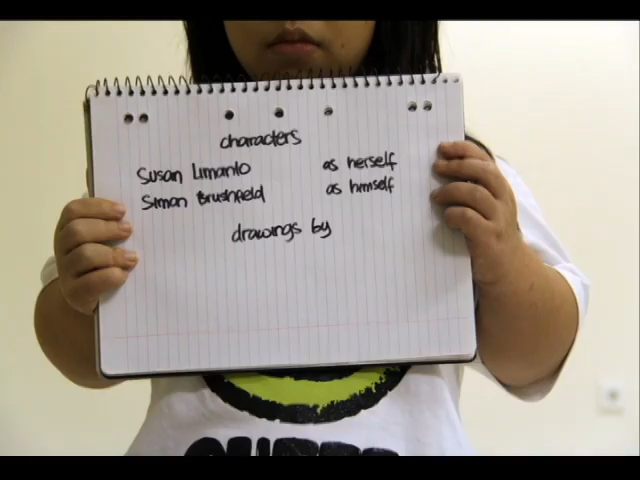 characters
Susan Limanto as herself
Simon Brushfield as himself
drawings by